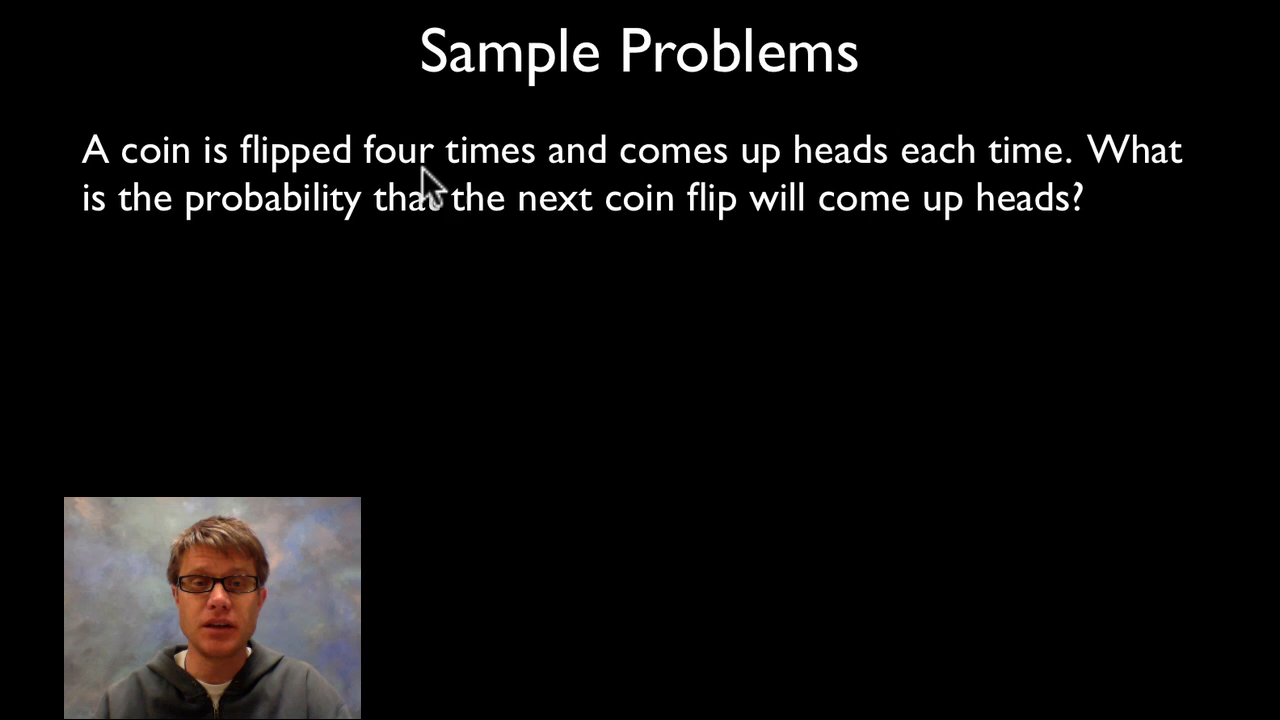 Sample Problems
A coin is flipped four times and comes up heads each time. What
is the probability that the next coin flip will come up heads?